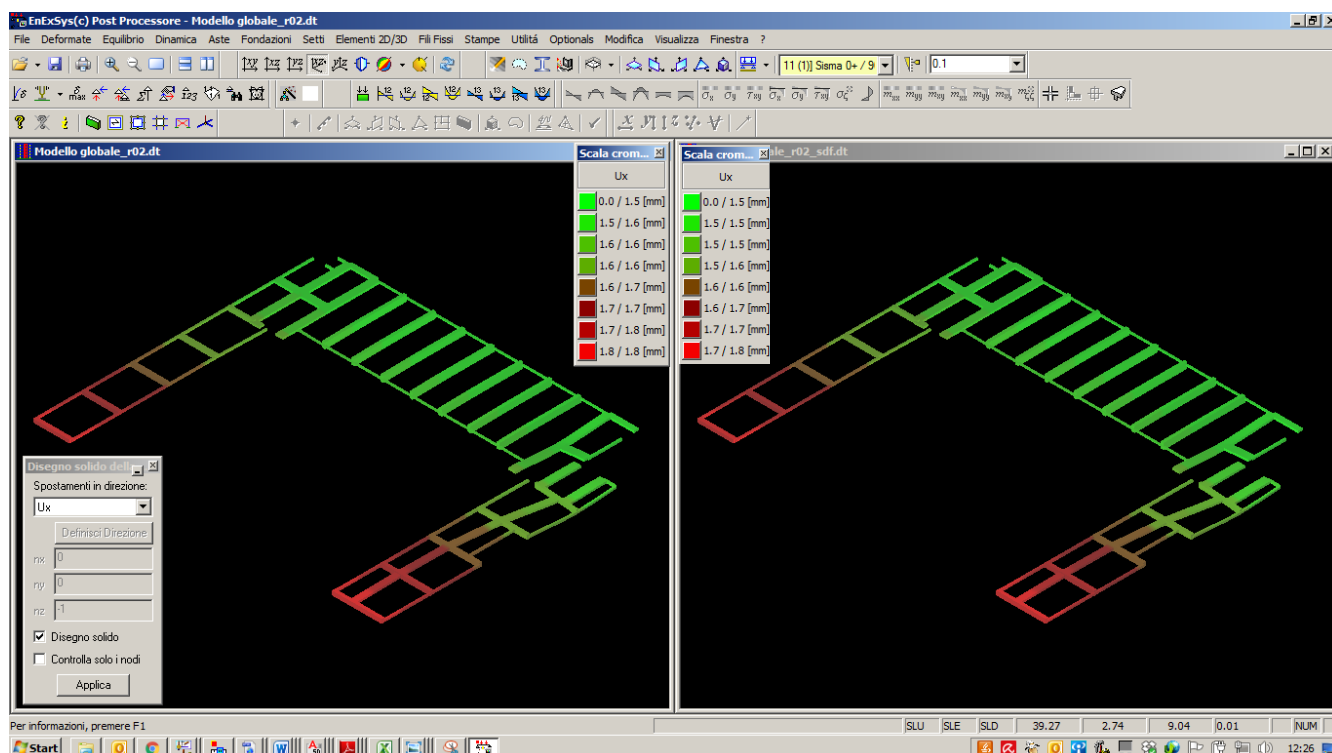 EnExSys(c) Post Processore - Modello globale_r02.dt
File Deformate Equilibrio Dinamica Aste Fondazioni Setti Elementi 2D/3D Fili Fissi Stampe Utilitá Optionals Modifica Visualizza Finestra ?
11 (1)] Sisma 0+ / 9 0.1
Modello globale_r02.dt
Scala crom...
Ux
0.0 / 1.5 [mm]
1.5 / 1.6 [mm]
1.6 / 1.6 [mm]
1.6 / 1.6 [mm]
1.6 / 1.7 [mm]
1.7 / 1.7 [mm]
1.7 / 1.8 [mm]
1.8 / 1.8 [mm]
Scala crom...
ale_r02_sdf.dt
Ux
0.0 / 1.5 [mm]
1.5 / 1.5 [mm]
1.5 / 1.5 [mm]
1.5 / 1.6 [mm]
1.6 / 1.6 [mm]
1.6 / 1.7 [mm]
1.7 / 1.7 [mm]
1.7 / 1.8 [mm]
Disegno solido dell
Spostamenti in direzione:
Ux
Definisci Direzione
nx 0
ny 0
nz -1
Disegno solido
Controlla solo i nodi
Applica
Per informazioni, premere F1
SLU SLE SLD 39.27 2.74 9.04 0.01 NUM
Start
12:26